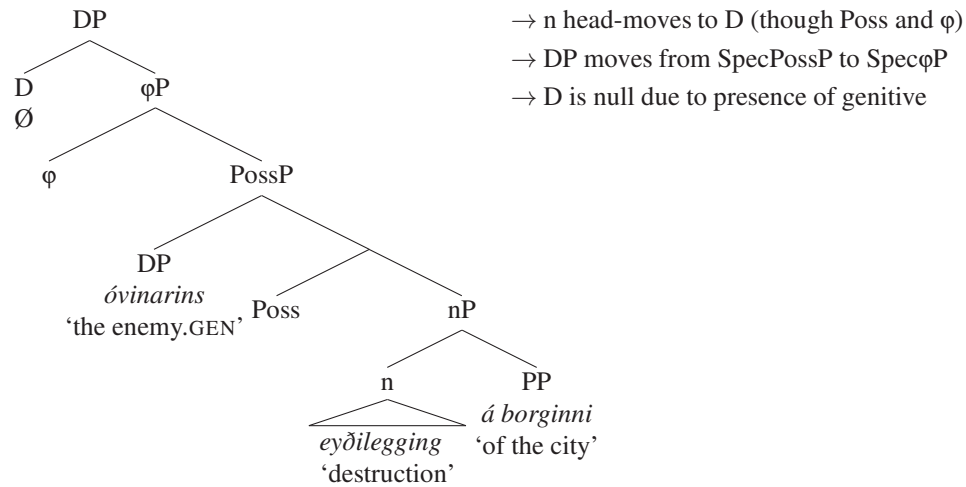 DP
→ n head-moves to D (though Poss and φ)
→ DP moves from SpecPossP to SpecφP
→ D is null due to presence of genitive
D φP
Ø
φ PossP
DP
óvinarins
‘the enemy.GEN’
Poss nP
n PP
eyðilegging
‘destruction’
á borginni
‘of the city’